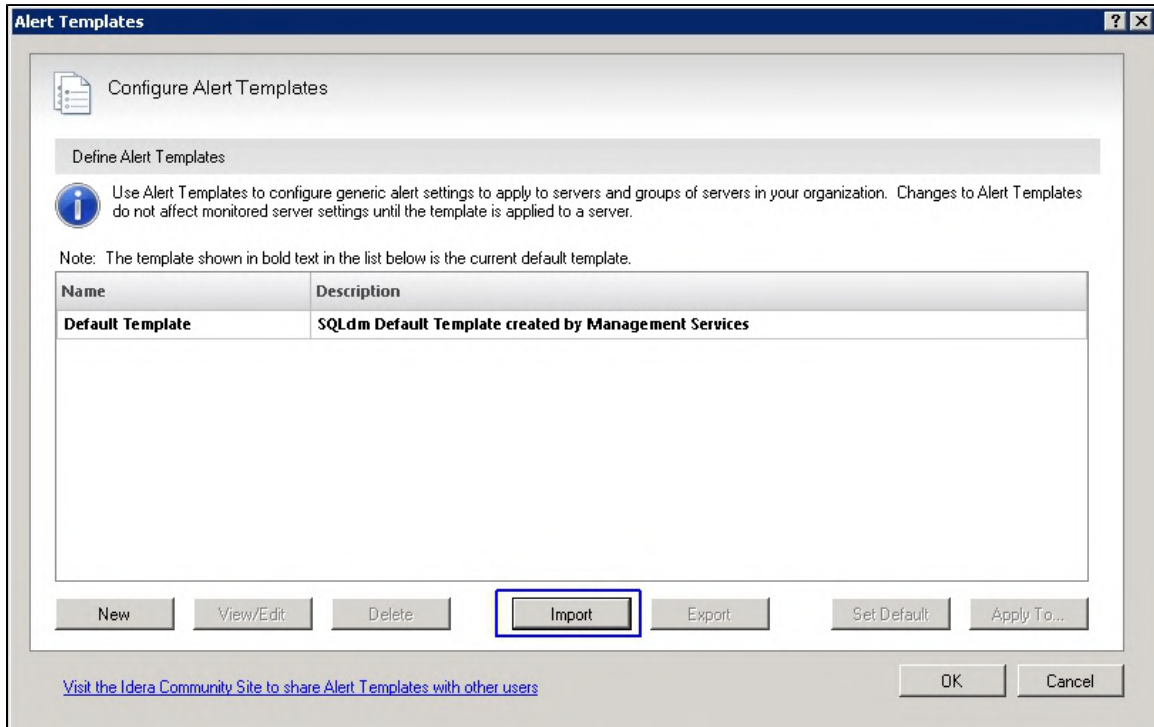 Alert Templates
Configure Alert Templates
Define Alert Templates
Use Alert Templates to configure generic alert settings to apply to servers and groups of servers in your organization. Changes to Alert Templates
do not affect monitored server settings until the template is applied to a server.
Note: The template shown in bold text in the list below is the current default template.
Name Description
Default Template SQLdm Default Template created by Management Services
New View/Edit Delete Import Export Set Default Apply To...
Visit the Idera Community Site to share Alert Templates with other users
OK Cancel